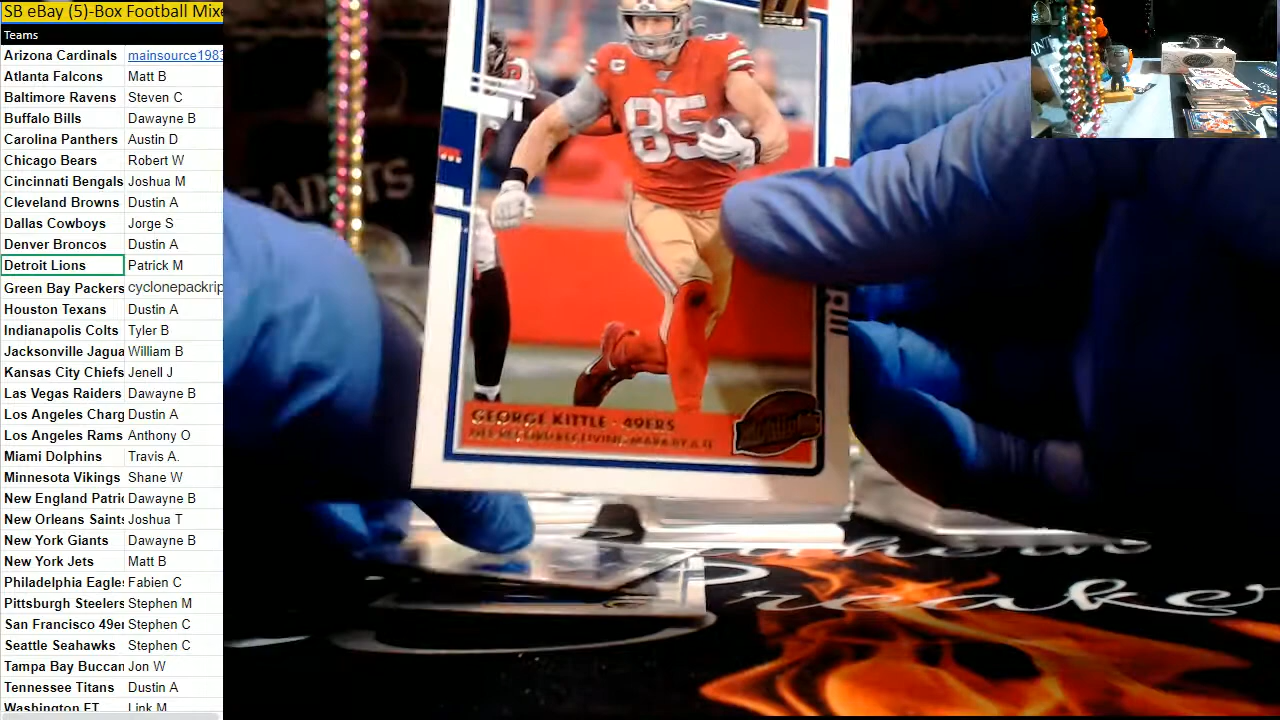 SB eBay (5)-Box Football Mixe
Teams
Arizona Cardinals mainsource1983
Atlanta Falcons Matt B
Baltimore Ravens Steven C
Buffalo Bills Dawayne B
Carolina Panthers Austin D
Chicago Bears Robert W
Cincinnati Bengals Joshua M
Cleveland Browns Dustin A
Dallas Cowboys Jorge S
Denver Broncos Dustin A
Detroit Lions Patrick M
Green Bay Packers cyclonepackrip
Houston Texans Dustin A
Indianapolis Colts Tyler B
Jacksonville Jagua William B
Kansas City Chiefs Jenell J
Las Vegas Raiders Dawayne B
Los Angeles Charg Dustin A
Los Angeles Rams Anthony O
Miami Dolphins Travis A.
Minnesota Vikings Shane W
New England Patric Dawayne B
New Orleans Saints Joshua T
New York Giants Dawayne B
New York Jets Matt B
Philadelphia Eagle Fabien C
Pittsburgh Steelers Stephen M
San Francisco 49er Stephen C
Seattle Seahawks Stephen C
Tampa Bay Buccan Jon W
Tennessee Titans Dustin A
Washington FT Link M
SAINTS
85
85
GEORGE KITTLE · 49ERS